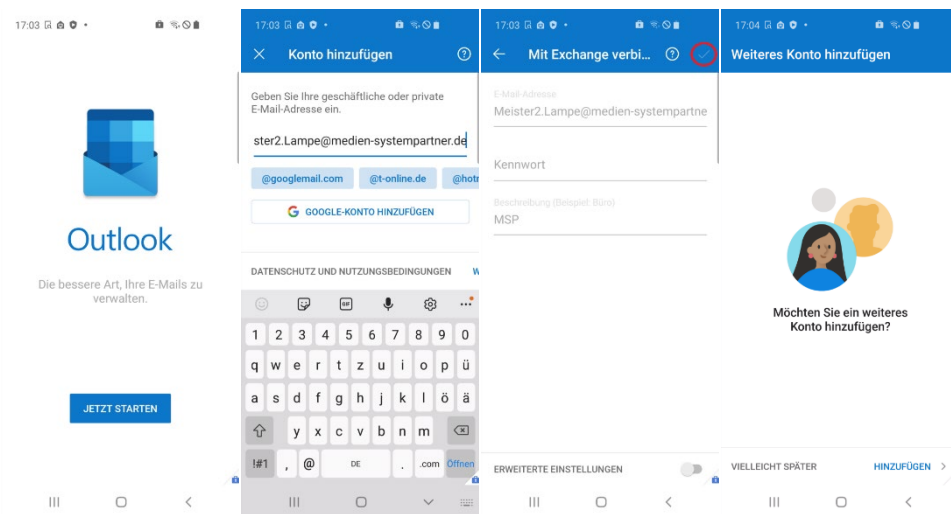 17:03
Outlook
Die bessere Art, Ihre E-Mails zu
verwalten.
JETZT STARTEN
17:03
Konto hinzufügen
Geben Sie Ihre geschäftliche oder private
E-Mail-Adresse ein.
ster2.Lampe@medien-systempartner.de
@googlemail.com @t-online.de @hotr
G GOOGLE-KONTO HINZUFÜGEN
DATENSCHUTZ UND NUTZUNGSBEDINGUNGEN W
GIF
1 2 3 4 5 6 7 8 9 0
q w e r t z u i o p ü
a s d f g h j k l ö ä
y x c v b n m
!#1 , @ DE . .com Öffnen
17:03
Mit Exchange verbi...
E-Mail-Adresse
Meister2.Lampe@medien-systempartne
Kennwort
Beschreibung (Beispiel: Büro)
MSP
ERWEITERTE EINSTELLUNGEN
17:04
Weiteres Konto hinzufügen
Möchten Sie ein weiteres
Konto hinzufügen?
VIELLEICHT SPÄTER HINZUFÜGEN